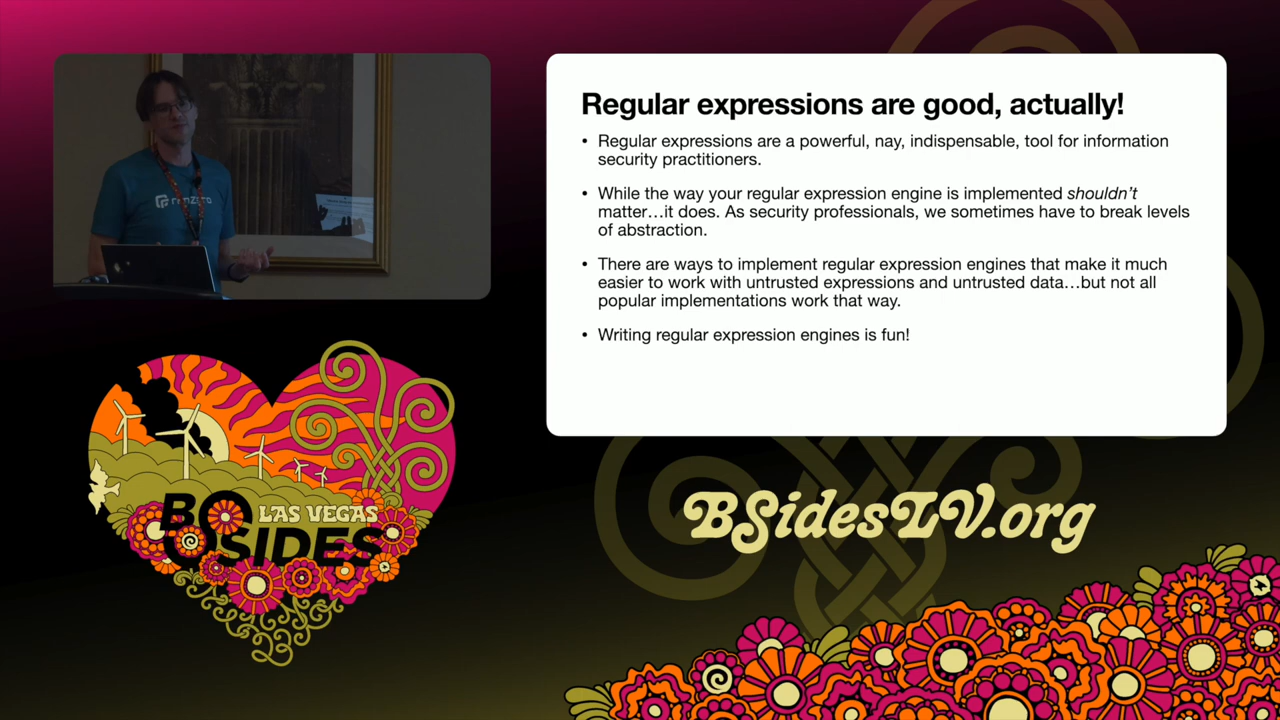 runZero
Regular expressions are good, actually!
• Regular expressions are a powerful, nay, indispensable, tool for information
security practitioners.
• While the way your regular expression engine is implemented shouldn't
matter…it does. As security professionals, we sometimes have to break levels
of abstraction.
• There are ways to implement regular expression engines that make it much
easier to work with untrusted expressions and untrusted data…but not all
popular implementations work that way.
• Writing regular expression engines is fun!
LAS VEGAS
BSIDES
BSidesLV.org